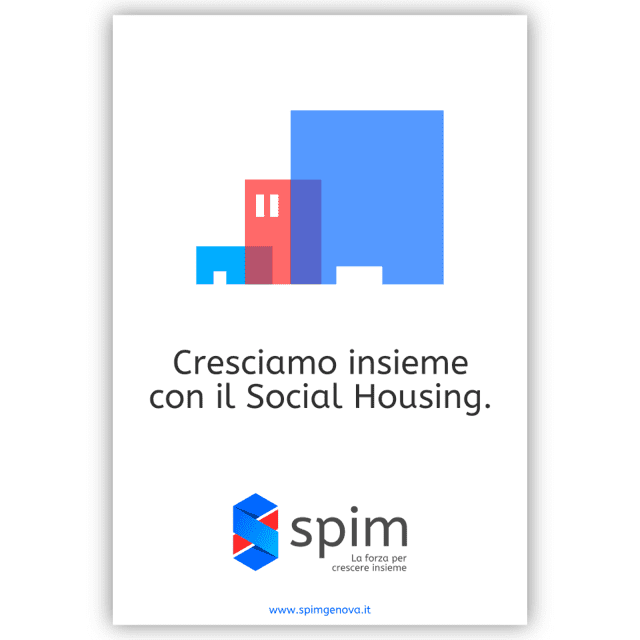 Cresciamo insieme
con il Social Housing.
spim
La forza per
crescere insieme
www.spimgenova.it